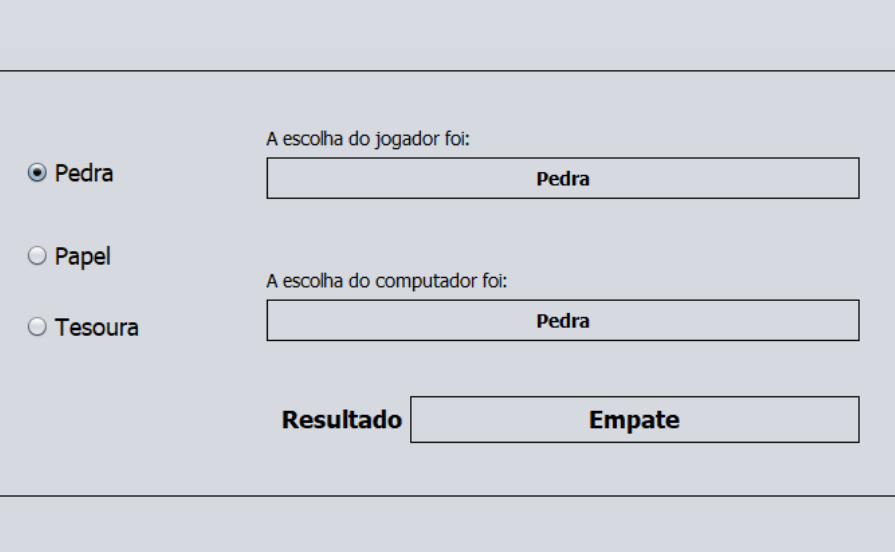 Pedra
Papel
Tesoura
A escolha do jogador foi:
Pedra
A escolha do computador foi:
Pedra
Resultado Empate